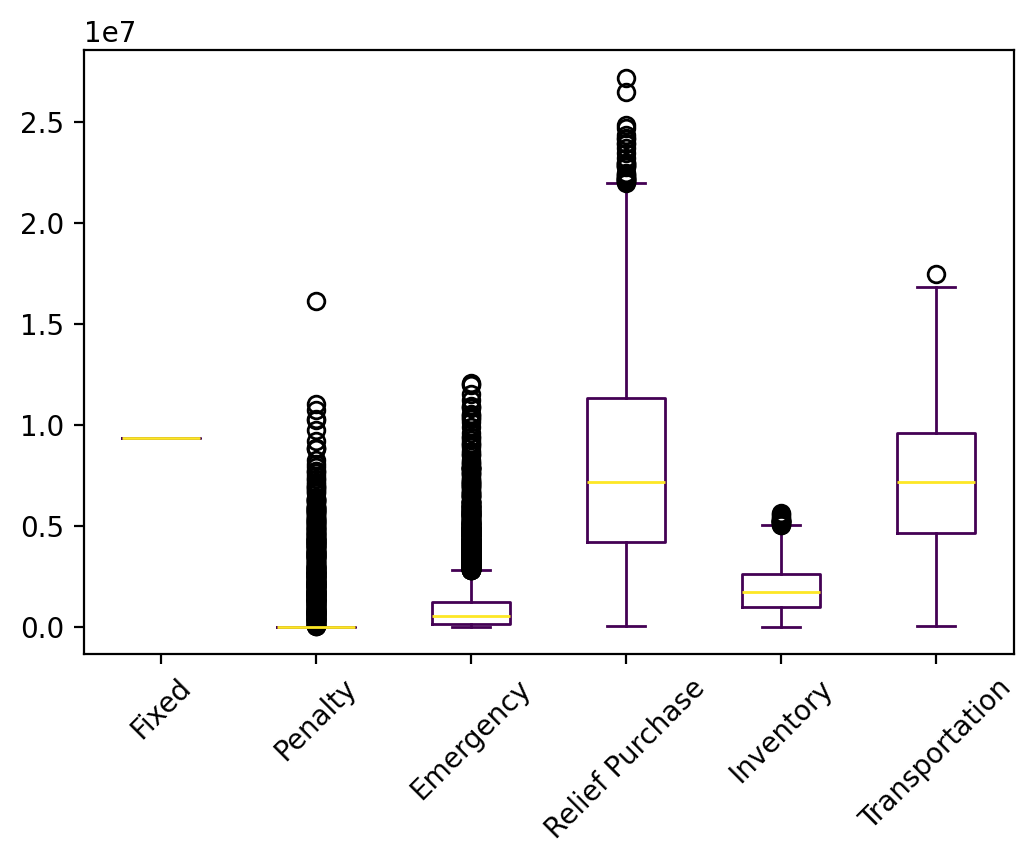 1e7
2.5
2.0
1.5
1.0
0.5
0.0
Fixed
Penalty
Emergency
Relief Purchase
Inventory
Transportation